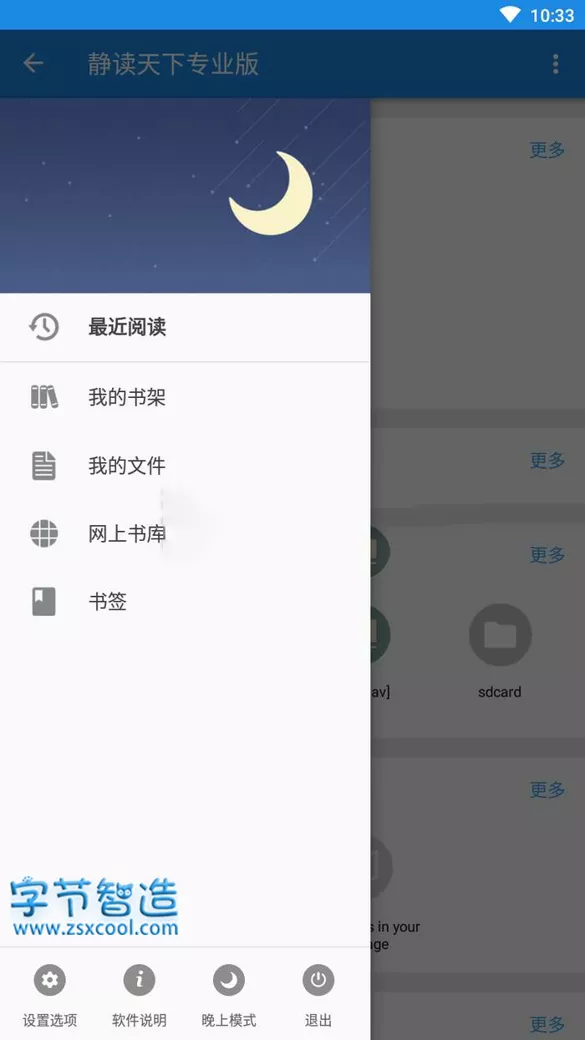 10:33
静读天下专业版
更多
最近阅读
我的书架
我的文件
更多
网上书库
更多
书签
av]
sdcard
更多
字节智造
www.zsxcool.com
s in your
ge
设置选项
软件说明
晚上模式
退出
更多